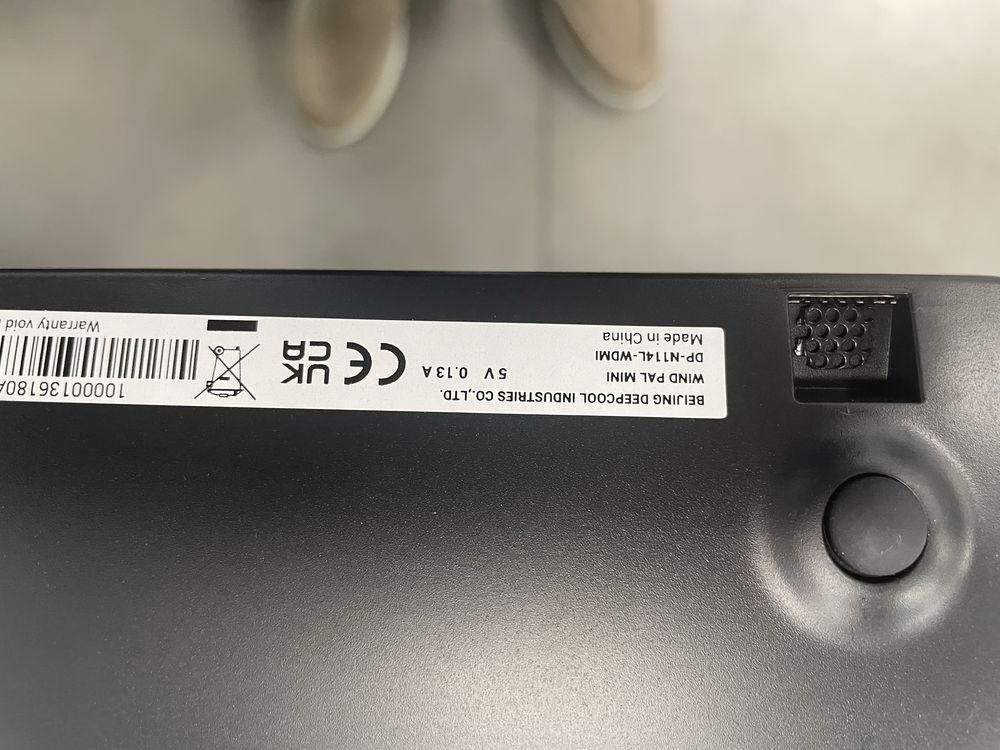 BEIJING DEEPCOOL INDUSTRIES CO.,LTD.
WIND PAL MINI
DP-N114L-WDMI
Made in China
5V 0.13A
CE
UK
CA
10000136180
Warranty void